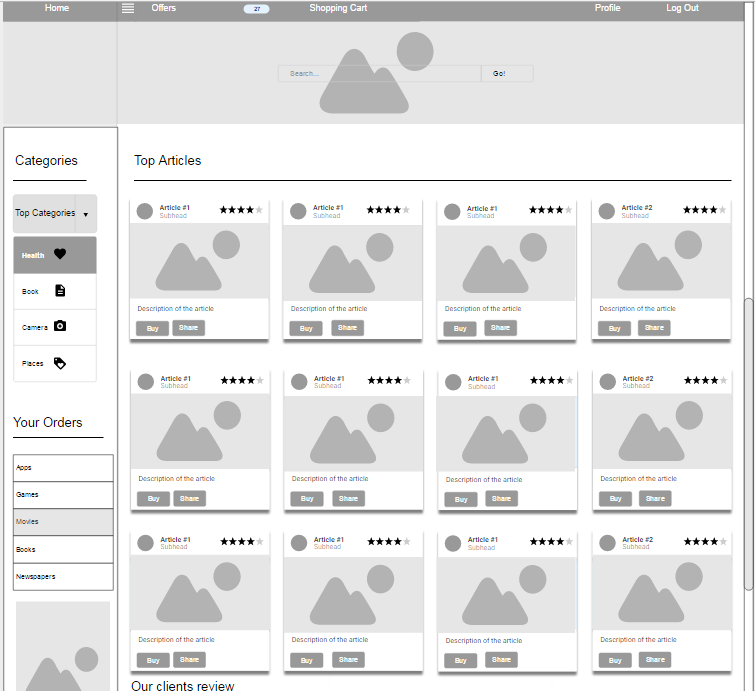 Home Offers 27 Shopping Cart Profile Log Out
Search... Go!
Categories
Top Categories
Health
Book
Camera
Places
Your Orders
Apps
Games
Movies
Books
Newspapers
Top Articles
Article #1
Subhead
Description of the article
Buy Share
Article #1
Subhead
Description of the article
Buy Share
Article #1
Subhead
Description of the article
Buy Share
Article #2
Subhead
Description of the article
Buy Share
Article #1
Subhead
Description of the article
Buy Share
Article #1
Subhead
Description of the article
Buy Share
Article #1
Subhead
Description of the article
Buy Share
Article #2
Subhead
Description of the article
Buy Share
Article #1
Subhead
Description of the article
Buy Share
Article #1
Subhead
Description of the article
Buy Share
Article #1
Subhead
Description of the article
Buy Share
Article #2
Subhead
Description of the article
Buy Share
Our clients review